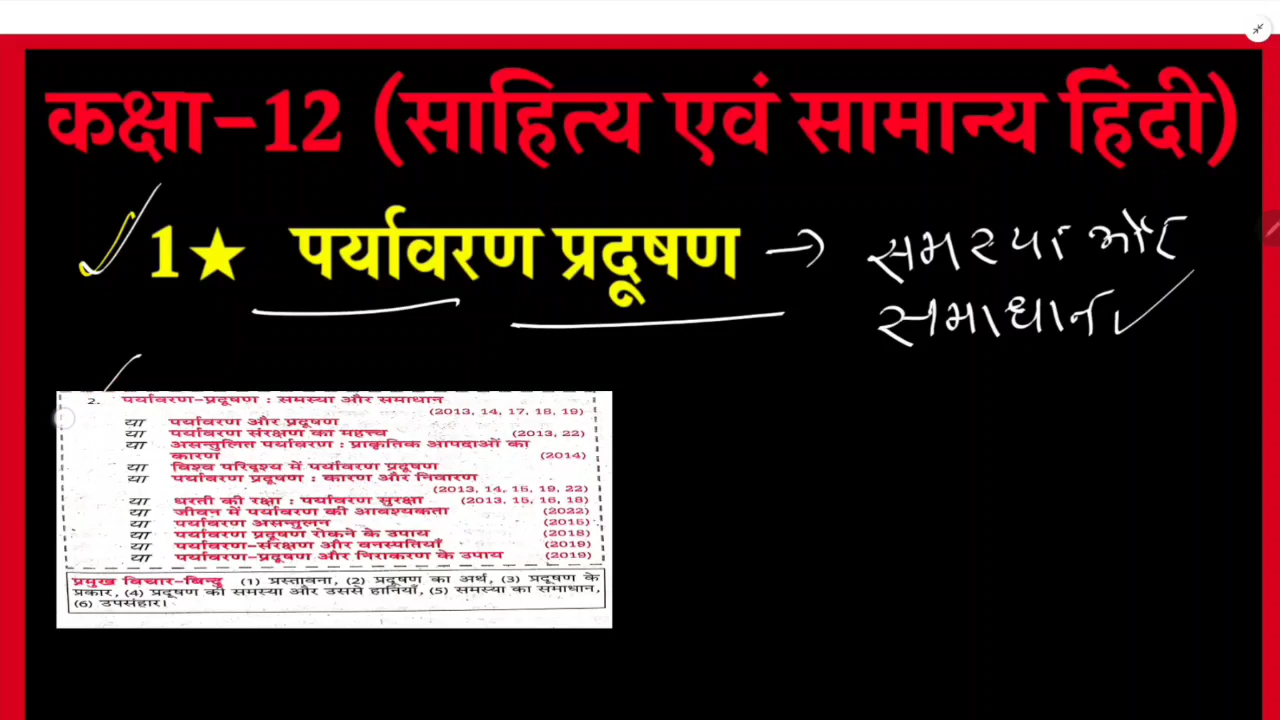 कक्षा-12 (साहित्य एवं सामान्य हिंदी)
1★ पर्यावरण प्रदूषण → समस्या और
समाधान
2. पर्यावरण-प्रदूषण : समस्या और समाधान
(2013, 14, 17, 18, 19)
या पर्यावरण और प्रदूषण
या पर्यावरण संरक्षण का महत्त्व (2013, 22)
या असन्तुलित पर्यावरण : प्राकृतिक आपदाओं का
कारण (2014)
या विश्व परिदृश्य में पर्यावरण प्रदूषण
या पर्यावरण प्रदूषण : कारण और निवारण
(2013, 14, 15, 19, 22)
या धरती की रक्षा : पर्यावरण सुरक्षा (2013, 15, 16, 18)
या जीवन में पर्यावरण की आवश्यकता (2022)
या पर्यावरण असन्तुलन (2015)
या पर्यावरण प्रदूषण रोकने के उपाय (2018)
या पर्यावरण-संरक्षण और वनस्पतियाँ (2019)
या पर्यावरण-प्रदूषण और निराकरण के उपाय (2019)
प्रमुख विचार-बिन्दु (1) प्रस्तावना, (2) प्रदूषण का अर्थ, (3) प्रदूषण के
प्रकार, (4) प्रदूषण की समस्या और उससे हानियाँ, (5) समस्या का समाधान,
(6) उपसंहार।